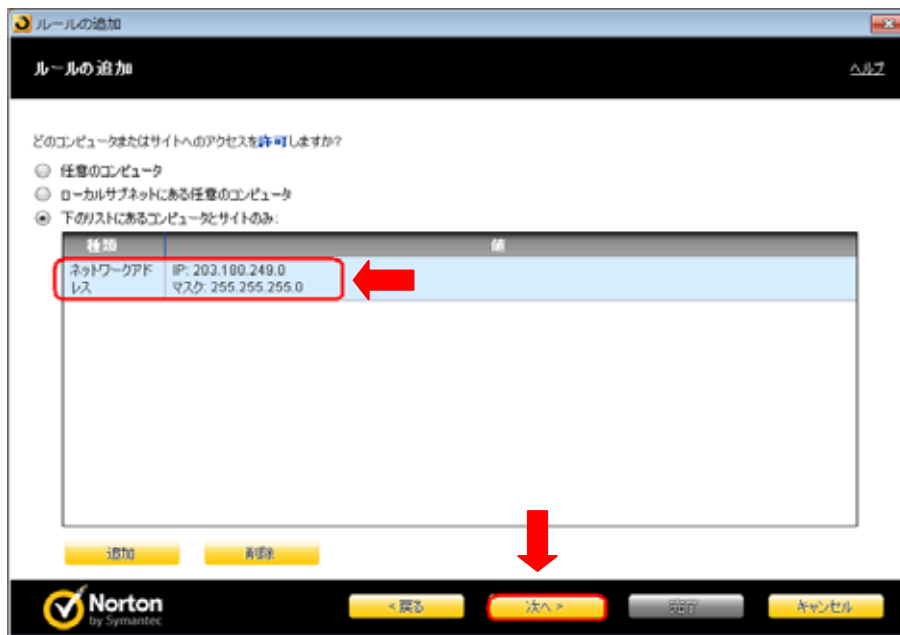 ルールの追加
ルールの追加
ヘルプ
どのコンピュータまたはサイトへのアクセスを許可しますか?
任意のコンピュータ
ローカルサブネットにある任意のコンピュータ
下のリストにあるコンピュータとサイトのみ:
種類 値
ネットワークアド IP: 203.180.249.0
レス マスク: 255.255.255.0
追加 削除
Norton
by Symantec
<戻る 次へ > 完了 キャンセル